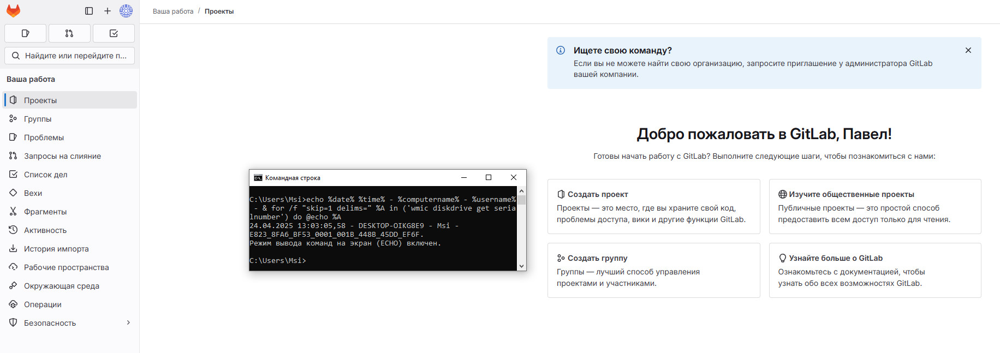 Ваша работа / Проекты
Найдите или перейдите п...
Ваша работа
Проекты
Группы
Проблемы
Запросы на слияние
Список дел
Вехи
Фрагменты
Активность
История импорта
Рабочие пространства
Окружающая среда
Операции
Безопасность
Ищете свою команду?
Если вы не можете найти свою организацию, запросите приглашение у администратора GitLab
вашей компании.
Добро пожаловать в GitLab, Павел!
Готовы начать работу с GitLab? Выполните следующие шаги, чтобы познакомиться с нами:
Командная строка
C:\Users\Msi>echo %date% %time% - %computername% - %username%
- & for /f "skip=1 delims=" %A in ('wmic diskdrive get seria
lnumber') do @echo %A
24.04.2025 13:03:05,58 - DESKTOP-OIKG8E9 - Msi -
E823_8FA6_BF53_0001_001B_448B_45DD_EF6F.
Режим вывода команд на экран (ECHO) включен.
C:\Users\Msi>
Создать проект
Проекты — это место, где вы храните свой код,
проблемы доступа, вики и другие функции GitLab.
Изучите общественные проекты
Публичные проекты — это простой способ
предоставить всем доступ только для чтения.
Создать группу
Группы — лучший способ управления
проектами и участниками.
Узнайте больше о GitLab
Ознакомьтесь с документацией, чтобы
узнать обо всех возможностях GitLab.